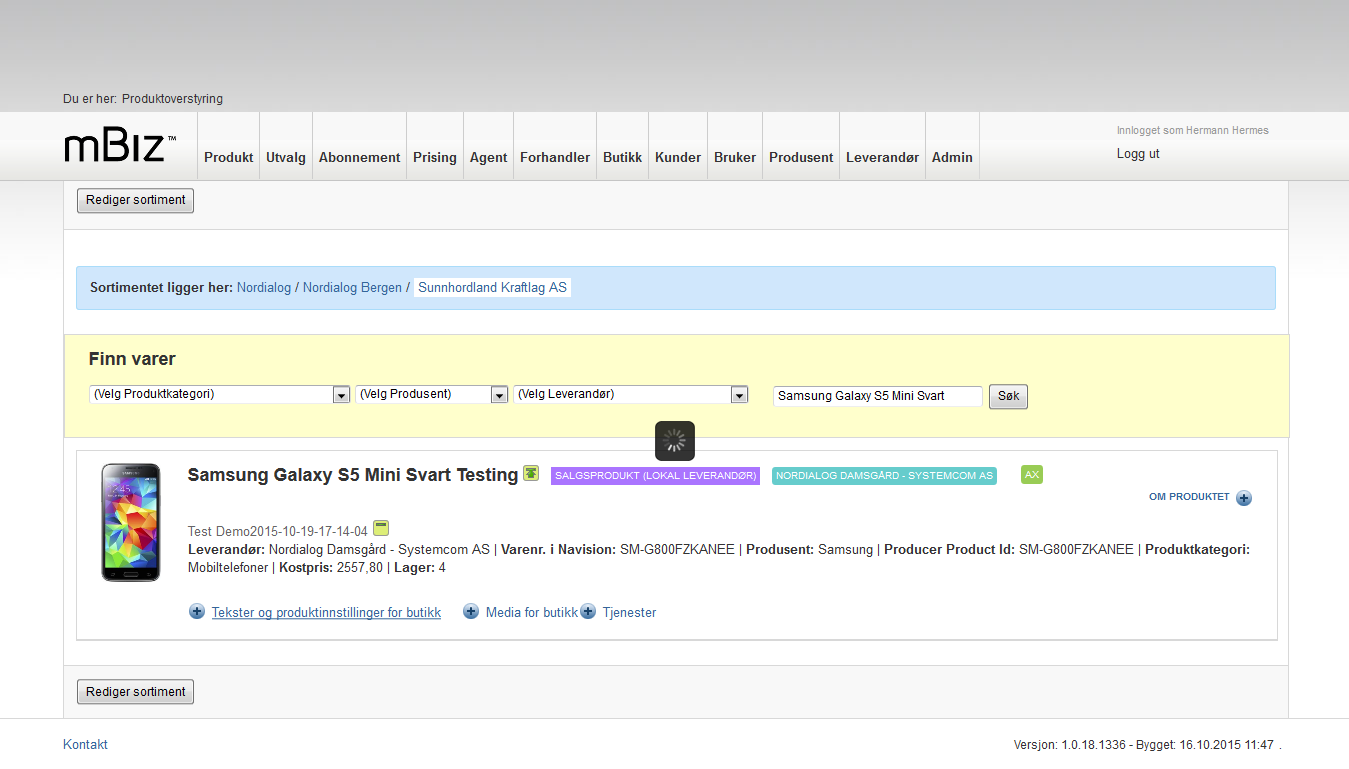 Du er her: Produktoverstyring
mBiz™
Produkt Utvalg Abonnement Prising Agent Forhandler Butikk Kunder Bruker Produsent Leverandør Admin
Innlogget som Hermann Hermes
Logg ut
Rediger sortiment
Sortimentet ligger her: Nordialog / Nordialog Bergen / Sunnhordland Kraftlag AS
Finn varer
(Velg Produktkategori) (Velg Produsent) (Velg Leverandør) Samsung Galaxy S5 Mini Svart Søk
Samsung Galaxy S5 Mini Svart Testing SALGSPRODUKT (LOKAL LEVERANDØR) NORDIALOG DAMSGÅRD - SYSTEMCOM AS AX
OM PRODUKTET
Test Demo2015-10-19-17-14-04
Leverandør: Nordialog Damsgård - Systemcom AS | Varenr. i Navision: SM-G800FZKANEE | Produsent: Samsung | Producer Product Id: SM-G800FZKANEE | Produktkategori:
Mobiltelefoner | Kostpris: 2557,80 | Lager: 4
Tekster og produktinnstillinger for butikk Media for butikk Tjenester
Rediger sortiment
Kontakt
Versjon: 1.0.18.1336 - Bygget: 16.10.2015 11:47 .